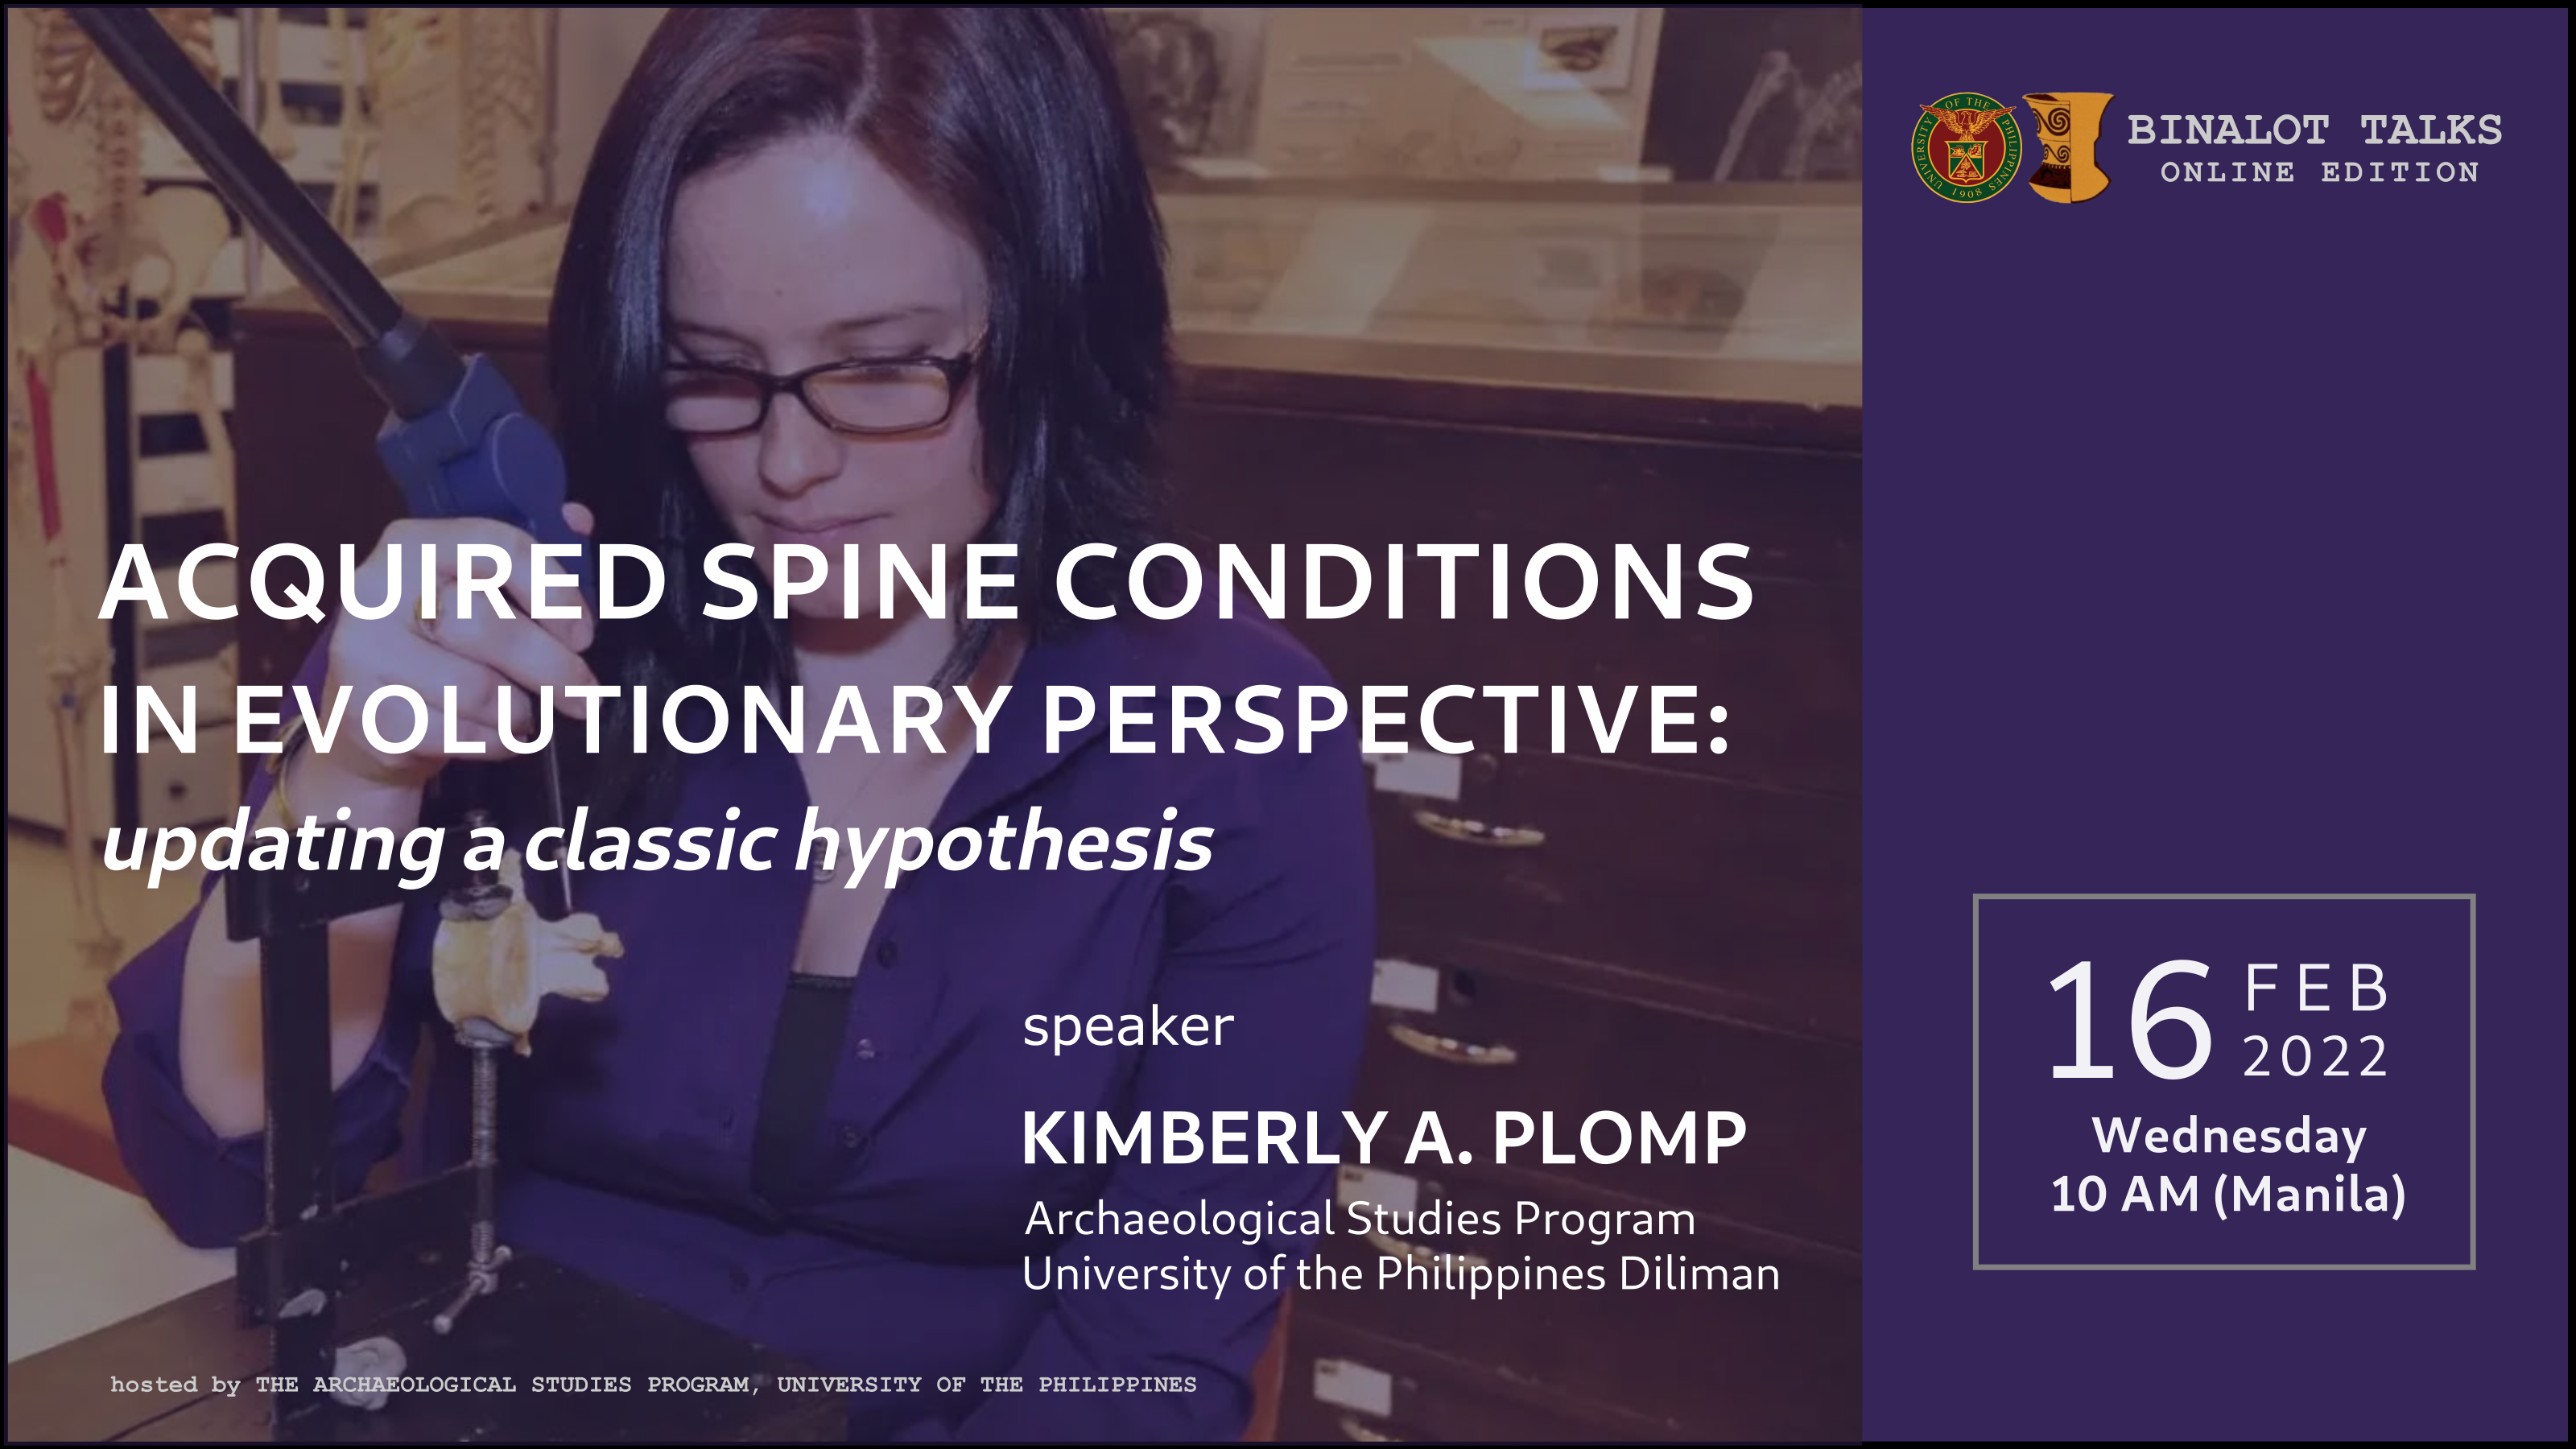 UNIVERSITY OF THE PHILIPPINES
1908
BINALOT TALKS
ONLINE EDITION
ACQUIRED SPINE CONDITIONS
IN EVOLUTIONARY PERSPECTIVE:
updating a classic hypothesis
speaker
KIMBERLY A. PLOMP
Archaeological Studies Program
University of the Philippines Diliman
16 FEB
2022
Wednesday
10 AM (Manila)
hosted by THE ARCHAEOLOGICAL STUDIES PROGRAM, UNIVERSITY OF THE PHILIPPINES